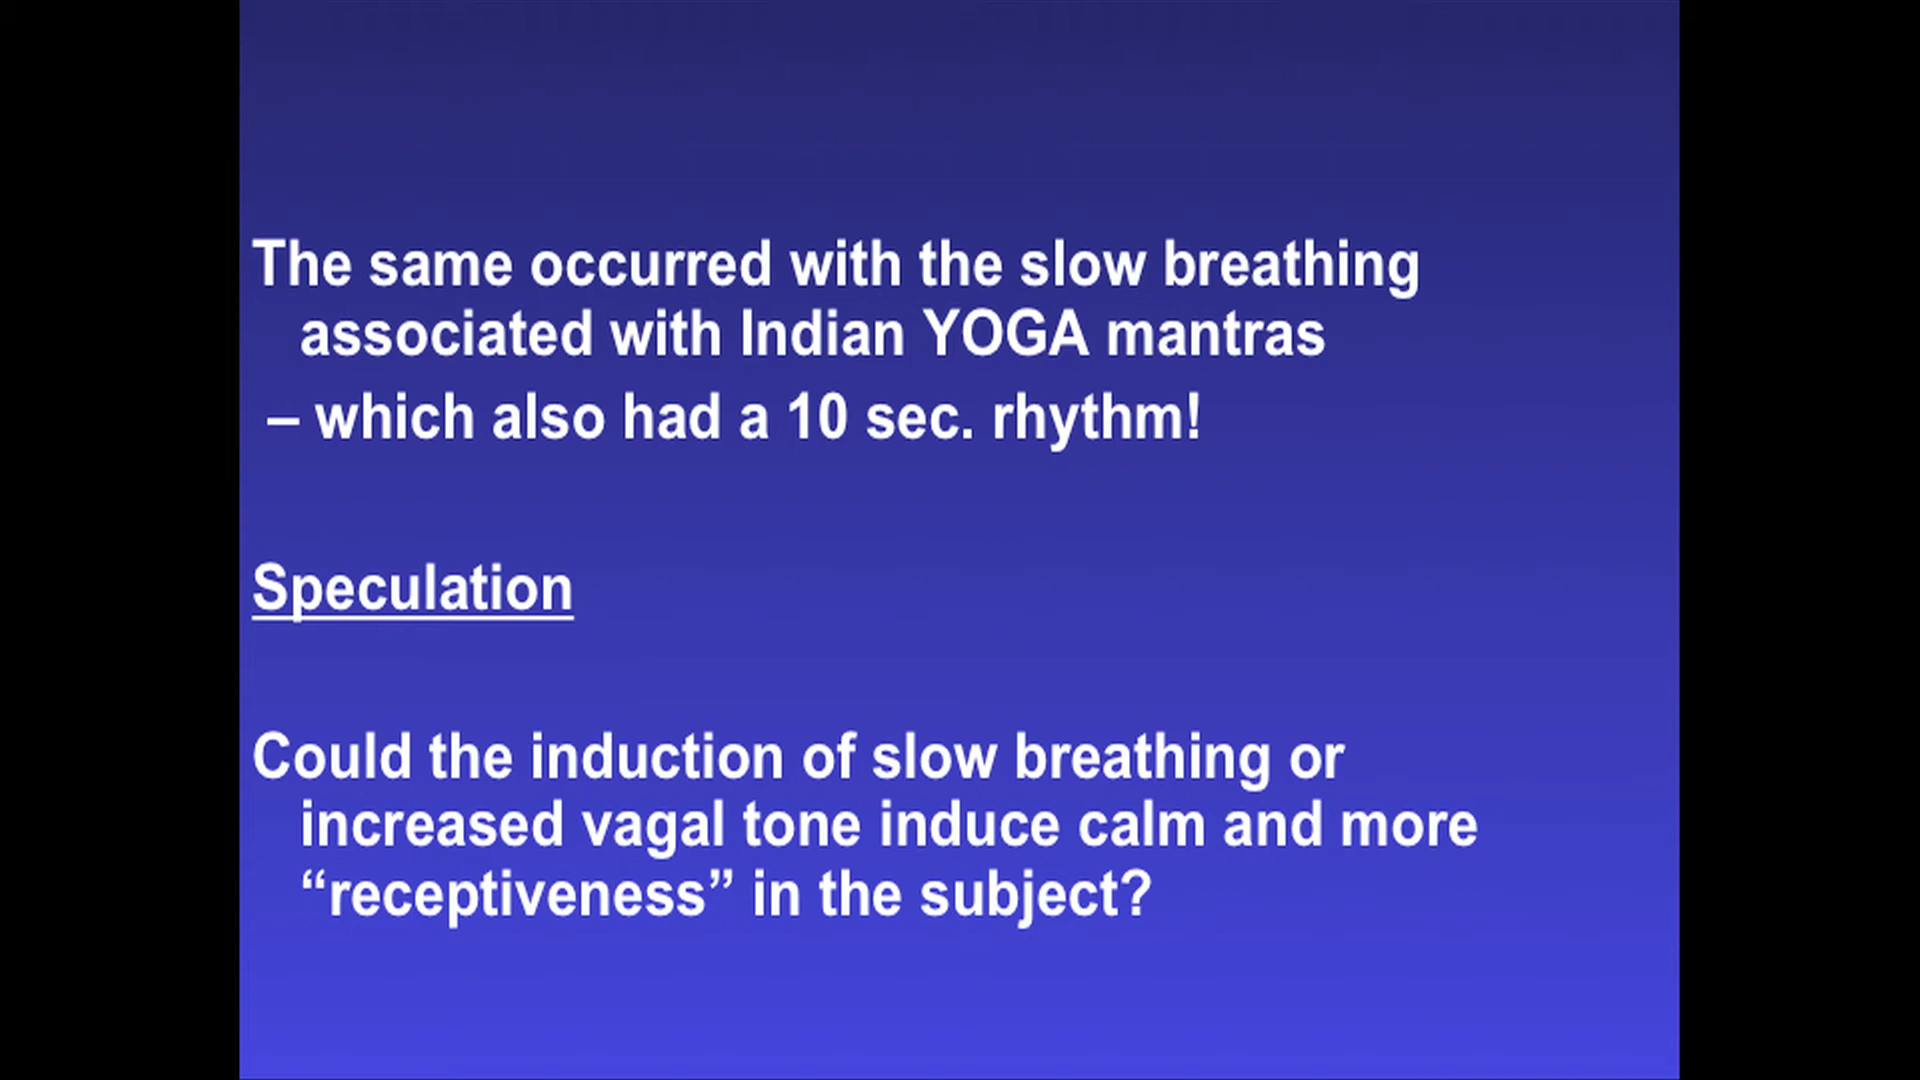 The same occurred with the slow breathing
associated with Indian YOGA mantras
– which also had a 10 sec. rhythm!
Speculation
Could the induction of slow breathing or
increased vagal tone induce calm and more
“receptiveness” in the subject?